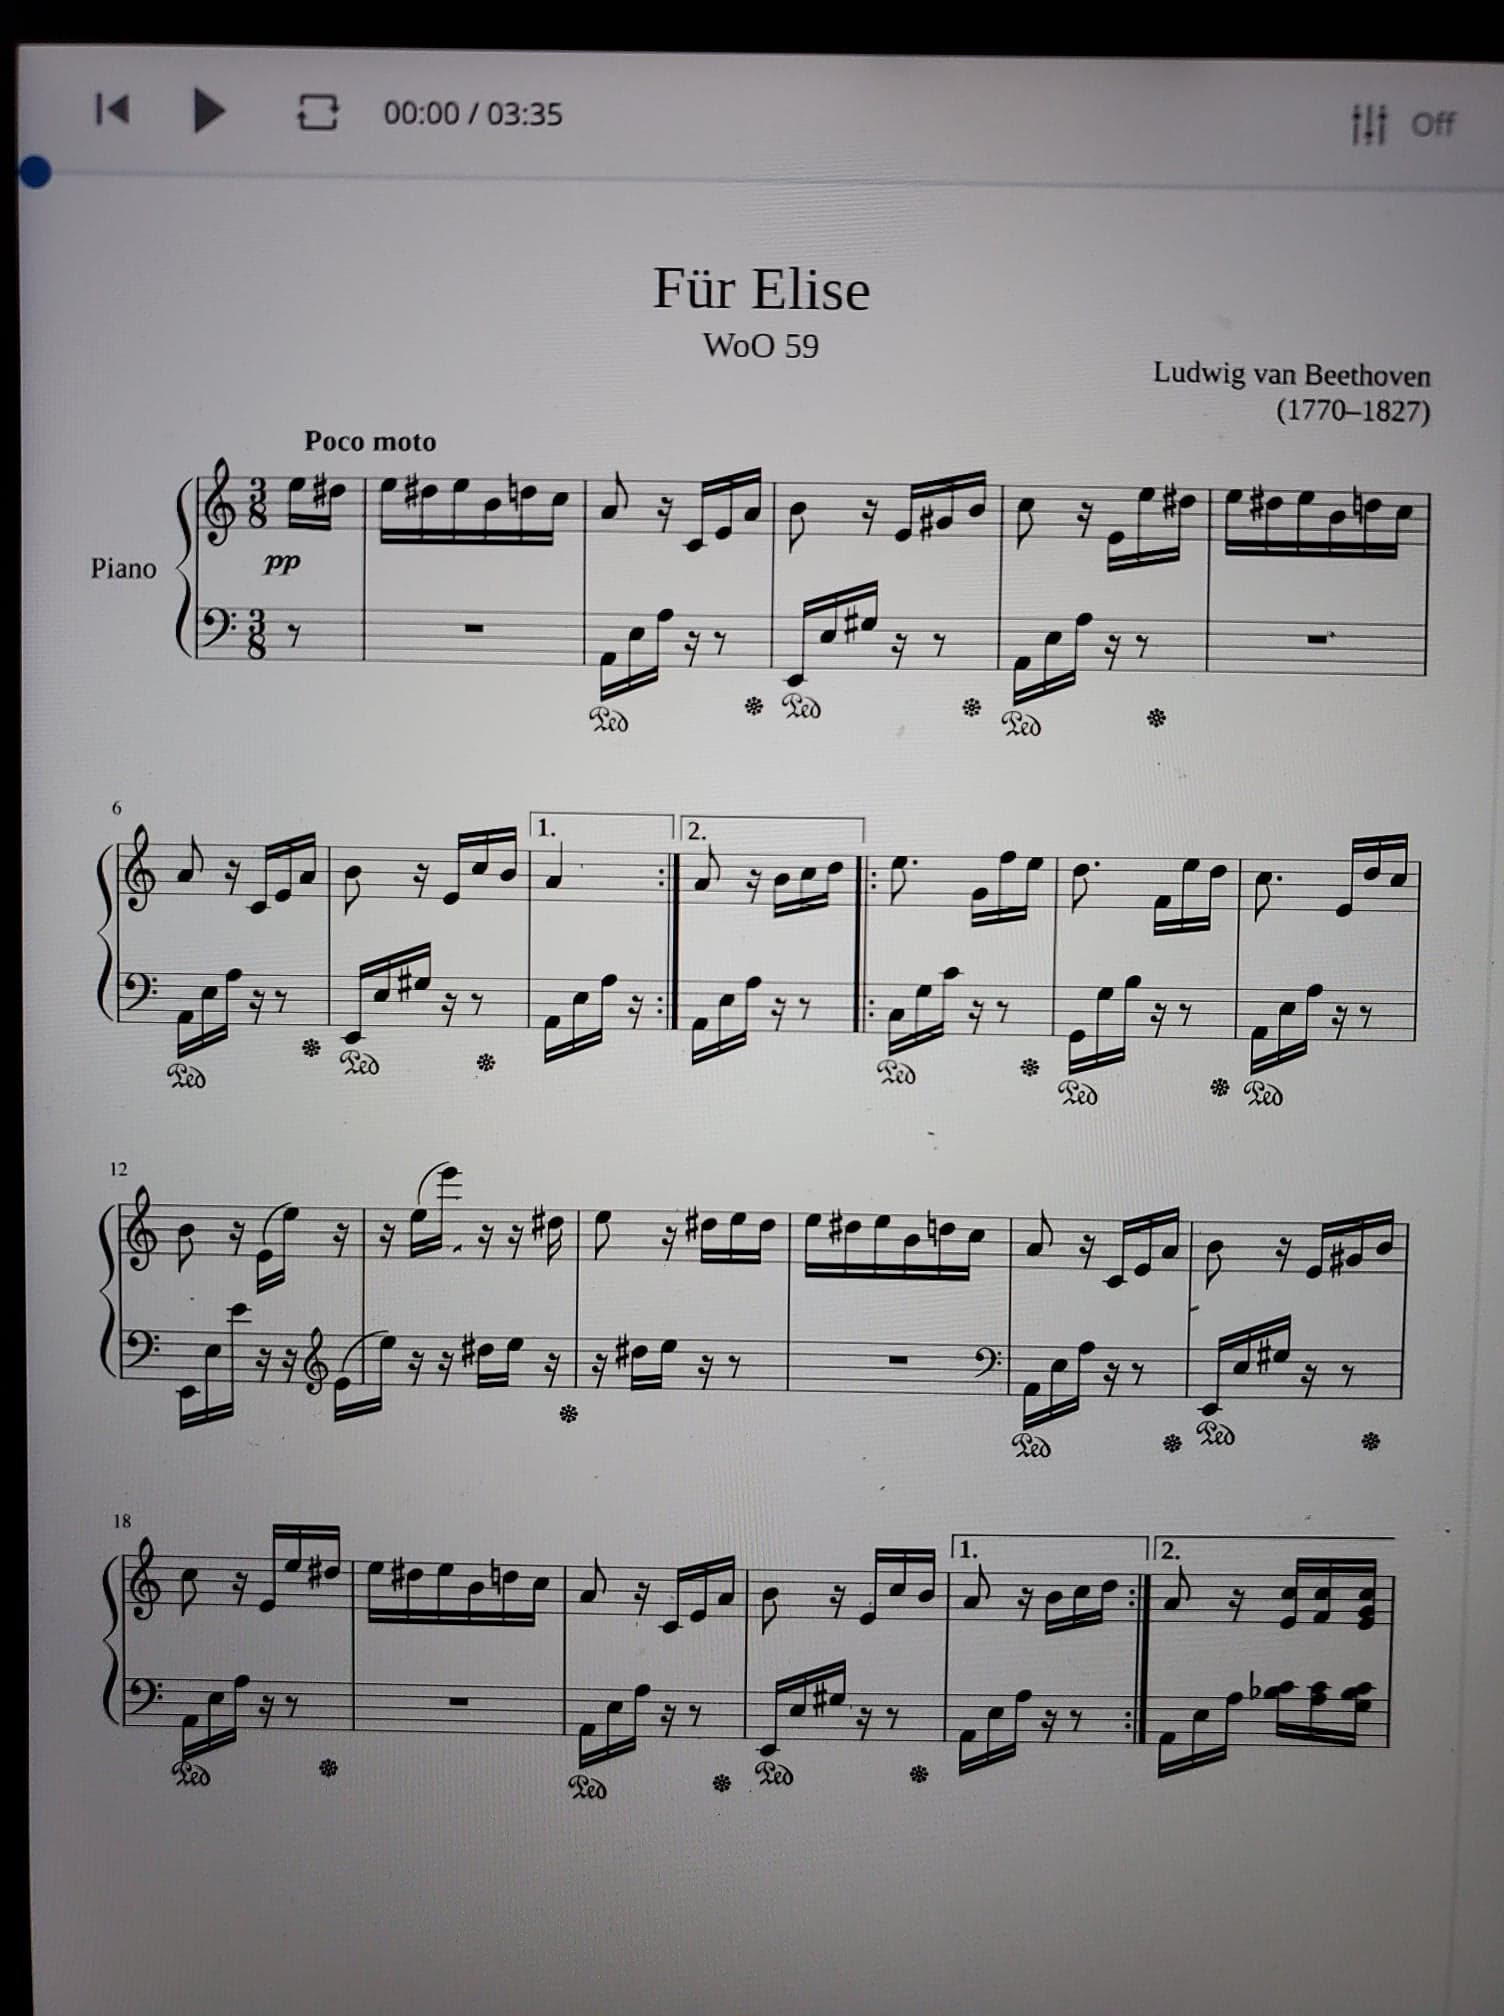 00:00 / 03:35
Off
Für Elise
WoO 59
Ludwig van Beethoven
(1770–1827)
Poco moto
3
8
pp
Piano
3
8
Ped Ped Ped
6
1. 2.
Ped Ped Ped Ped Ped
12
Ped Ped
18
1. 2.
Ped Ped Ped